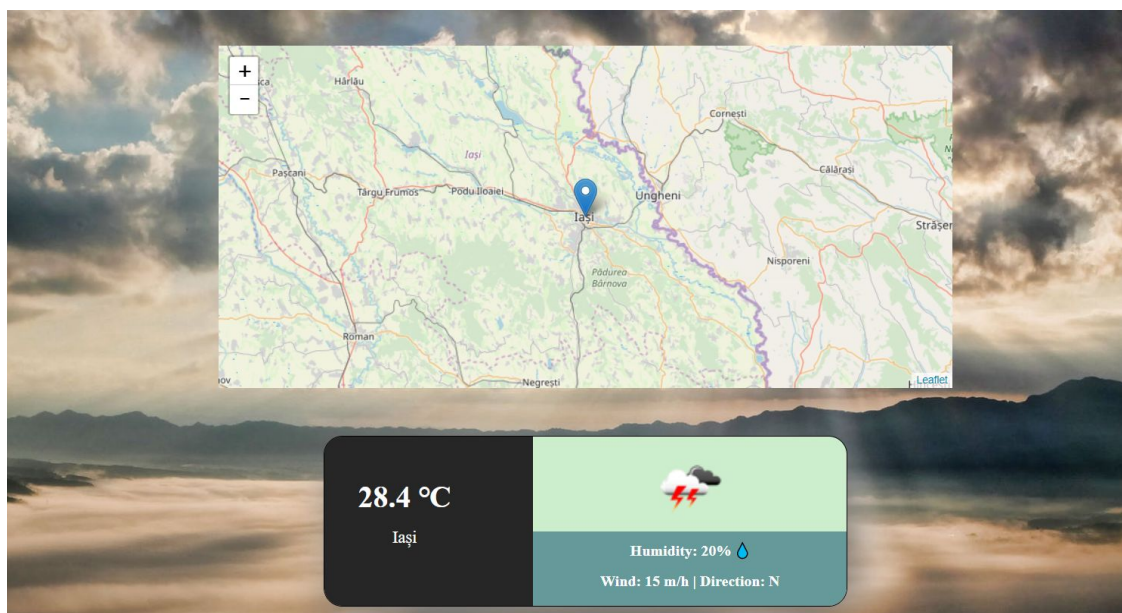 +
−
Hârlău
Cornești
Iași
Călărași
Pașcani
Târgu Frumos
Podu Iloaiei
Ungheni
Iași
Nisporeni
Pădurea
Bârnova
Roman
Negrești
Leaflet
28.4 °C
Iași
Humidity: 20%
Wind: 15 m/h | Direction: N